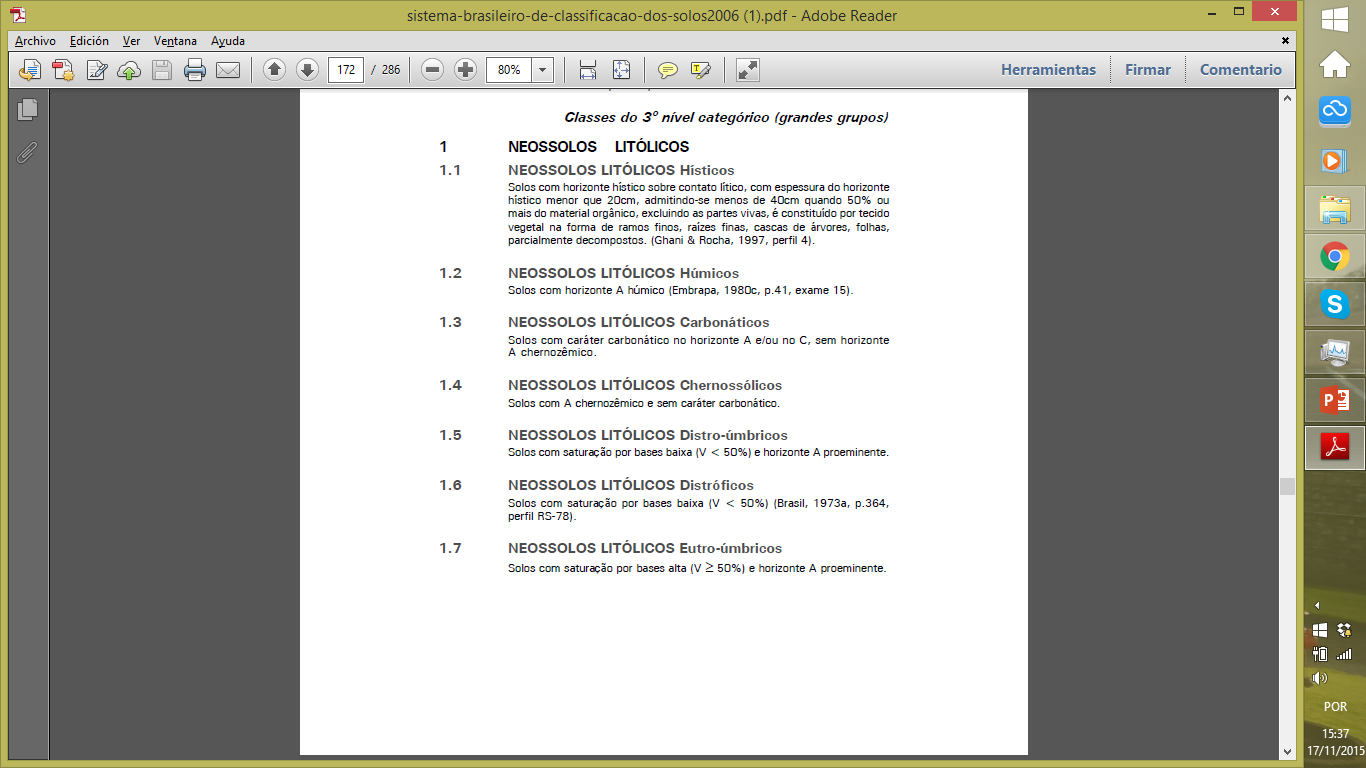 sistema-brasileiro-de-classificacao-dos-solos2006 (1).pdf - Adobe Reader
Archivo Edición Ver Ventana Ayuda
172 / 286 80% Herramientas Firmar Comentario
Classes do 3º nível categórico (grandes grupos)
1 NEOSSOLOS LITÓLICOS
1.1 NEOSSOLOS LITÓLICOS Hísticos
Solos com horizonte hístico sobre contato lítico, com espessura do horizonte
hístico menor que 20cm, admitindo-se menos de 40cm quando 50% ou
mais do material orgânico, excluindo as partes vivas, é constituído por tecido
vegetal na forma de ramos finos, raízes finas, cascas de árvores, folhas,
parcialmente decompostos. (Ghani & Rocha, 1997, perfil 4).
1.2 NEOSSOLOS LITÓLICOS Húmicos
Solos com horizonte A húmico (Embrapa, 1980c, p.41, exame 15).
1.3 NEOSSOLOS LITÓLICOS Carbonáticos
Solos com caráter carbonático no horizonte A e/ou no C, sem horizonte
A chernozêmico.
1.4 NEOSSOLOS LITÓLICOS Chernossólicos
Solos com A chernozêmico e sem caráter carbonático.
1.5 NEOSSOLOS LITÓLICOS Distro-úmbricos
Solos com saturação por bases baixa (V < 50%) e horizonte A proeminente.
1.6 NEOSSOLOS LITÓLICOS Distróficos
Solos com saturação por bases baixa (V < 50%) (Brasil, 1973a, p.364,
perfil RS-78).
1.7 NEOSSOLOS LITÓLICOS Eutro-úmbricos
Solos com saturação por bases alta (V ≥ 50%) e horizonte A proeminente.
POR
15:37
17/11/2015